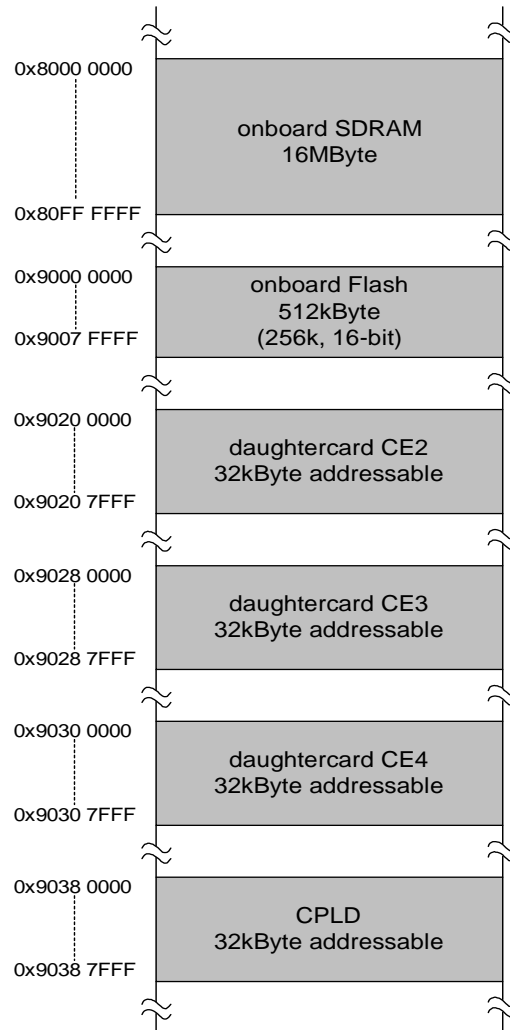 0x8000 0000
onboard SDRAM
16MByte
0x80FF FFFF
0x9000 0000
onboard Flash
512kByte
(256k, 16-bit)
0x9007 FFFF
0x9020 0000
daughtercard CE2
32kByte addressable
0x9020 7FFF
0x9028 0000
daughtercard CE3
32kByte addressable
0x9028 7FFF
0x9030 0000
daughtercard CE4
32kByte addressable
0x9030 7FFF
0x9038 0000
CPLD
32kByte addressable
0x9038 7FFF